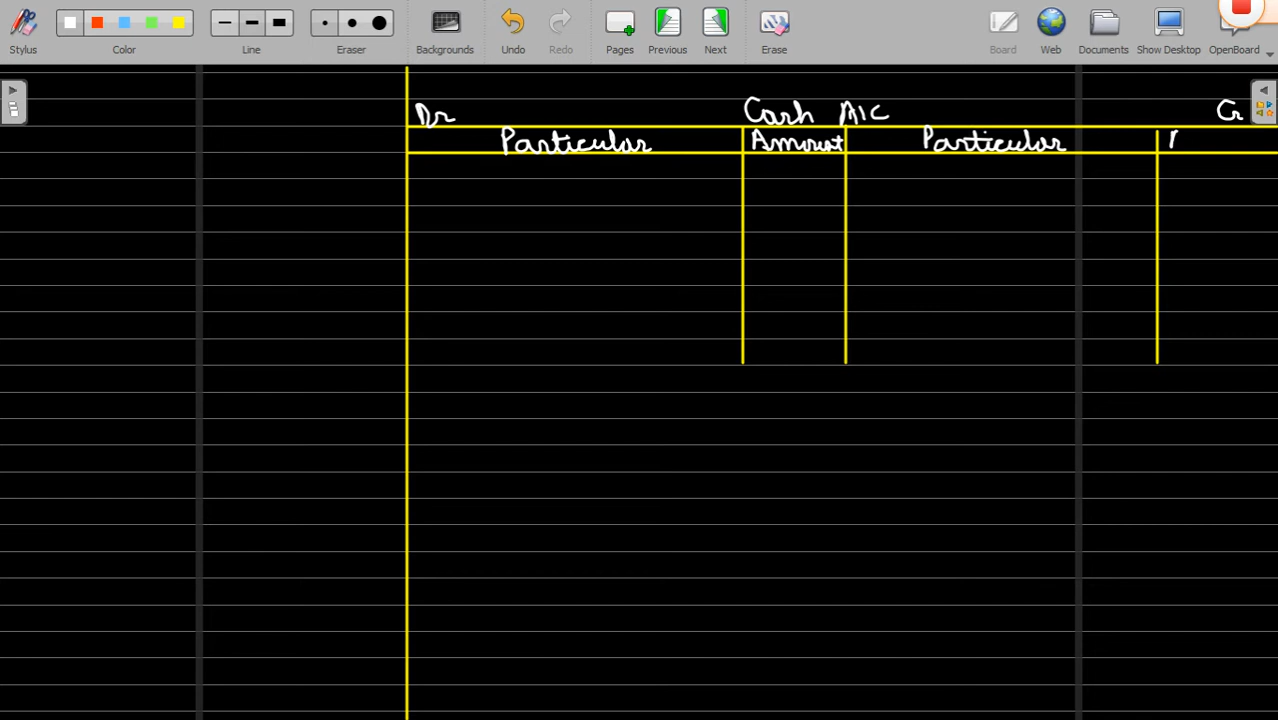 Stylus Color Line Eraser Backgrounds Undo Redo Pages Previous Next Erase Board Web Documents Show Desktop OpenBoard
Dr Cash A/C Cr
Particular Amount Particular